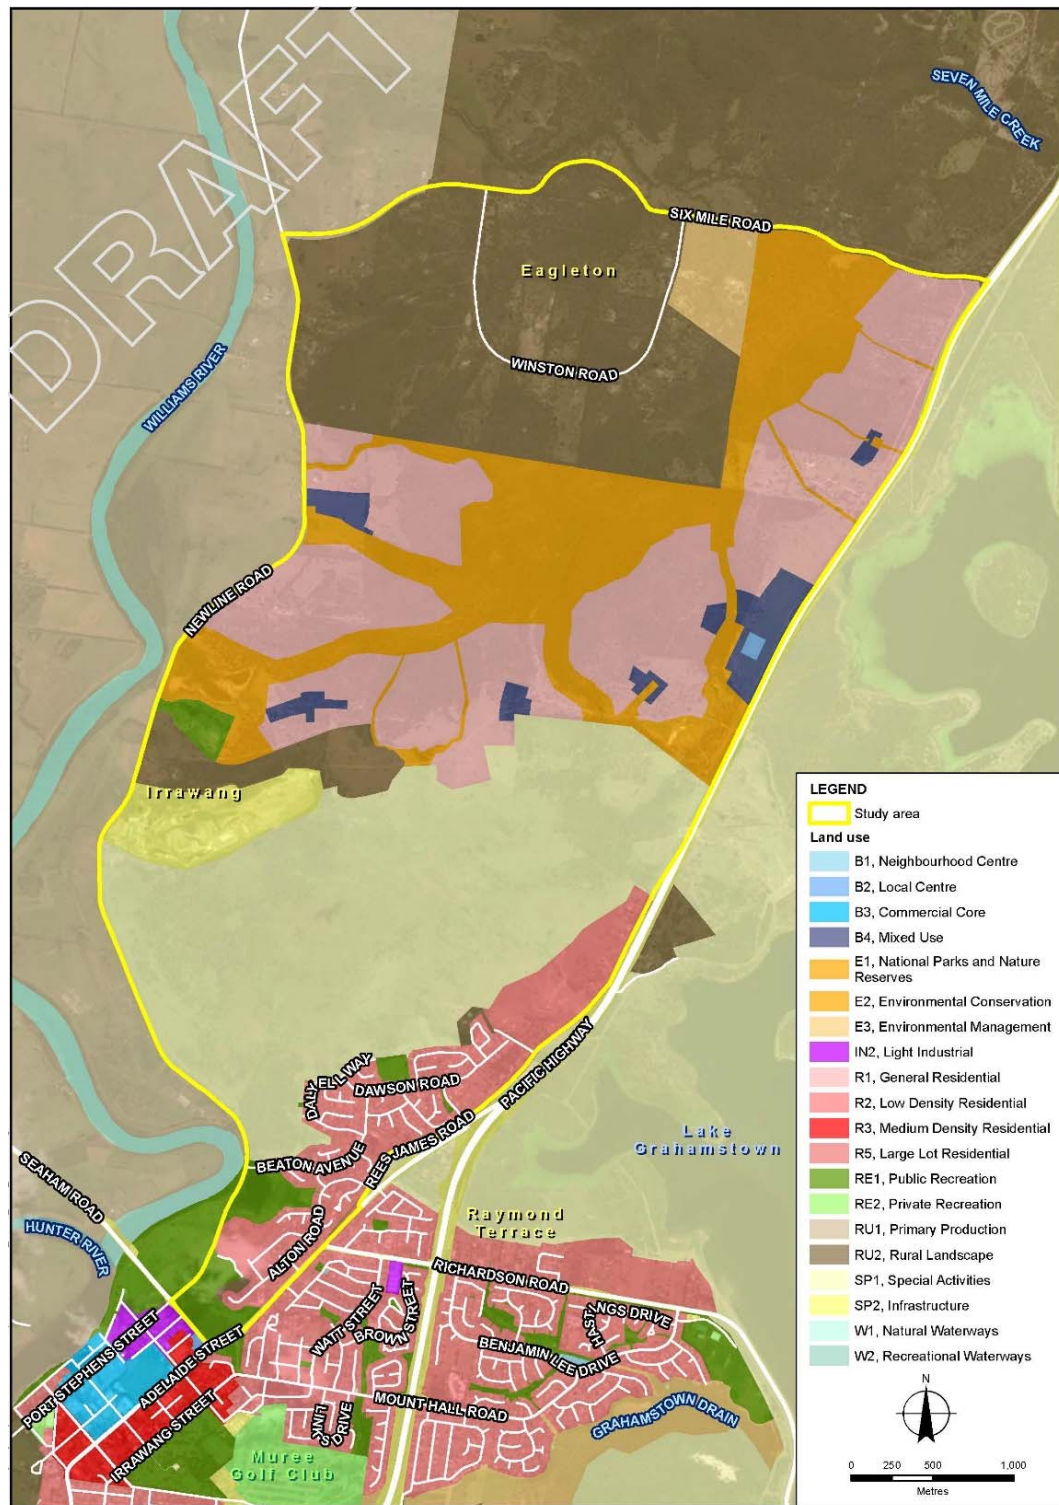 DRAFT
SEVEN MILE CREEK
SIX MILE ROAD
Eagleton
WINSTON ROAD
WILLIAMS RIVER
NEWLINE ROAD
Irrawang
LEGEND
Study area
Land use
B1, Neighbourhood Centre
B2, Local Centre
B3, Commercial Core
B4, Mixed Use
E1, National Parks and Nature
Reserves
E2, Environmental Conservation
E3, Environmental Management
IN2, Light Industrial
R1, General Residential
R2, Low Density Residential
R3, Medium Density Residential
R5, Large Lot Residential
RE1, Public Recreation
RE2, Private Recreation
RU1, Primary Production
RU2, Rural Landscape
SP1, Special Activities
SP2, Infrastructure
W1, Natural Waterways
W2, Recreational Waterways
N
0 250 500 1,000
Metres
DALYELL WAY
DAWSON ROAD
PACIFIC HIGHWAY
REES JAMES ROAD
BEATON AVENUE
Lake
Grahamstown
SEAHAM ROAD
HUNTER RIVER
ALTON ROAD
Raymond
Terrace
RICHARDSON ROAD
WATT STREET
BROWN STREET
HASTINGS DRIVE
BENJAMIN LEE DRIVE
PORT STEPHENS STREET
ADELAIDE STREET
IRRAWANG STREET
MOUNT HALL ROAD
SINK DRIVE
GRAHAMSTOWN DRAIN
Muree
Golf Club